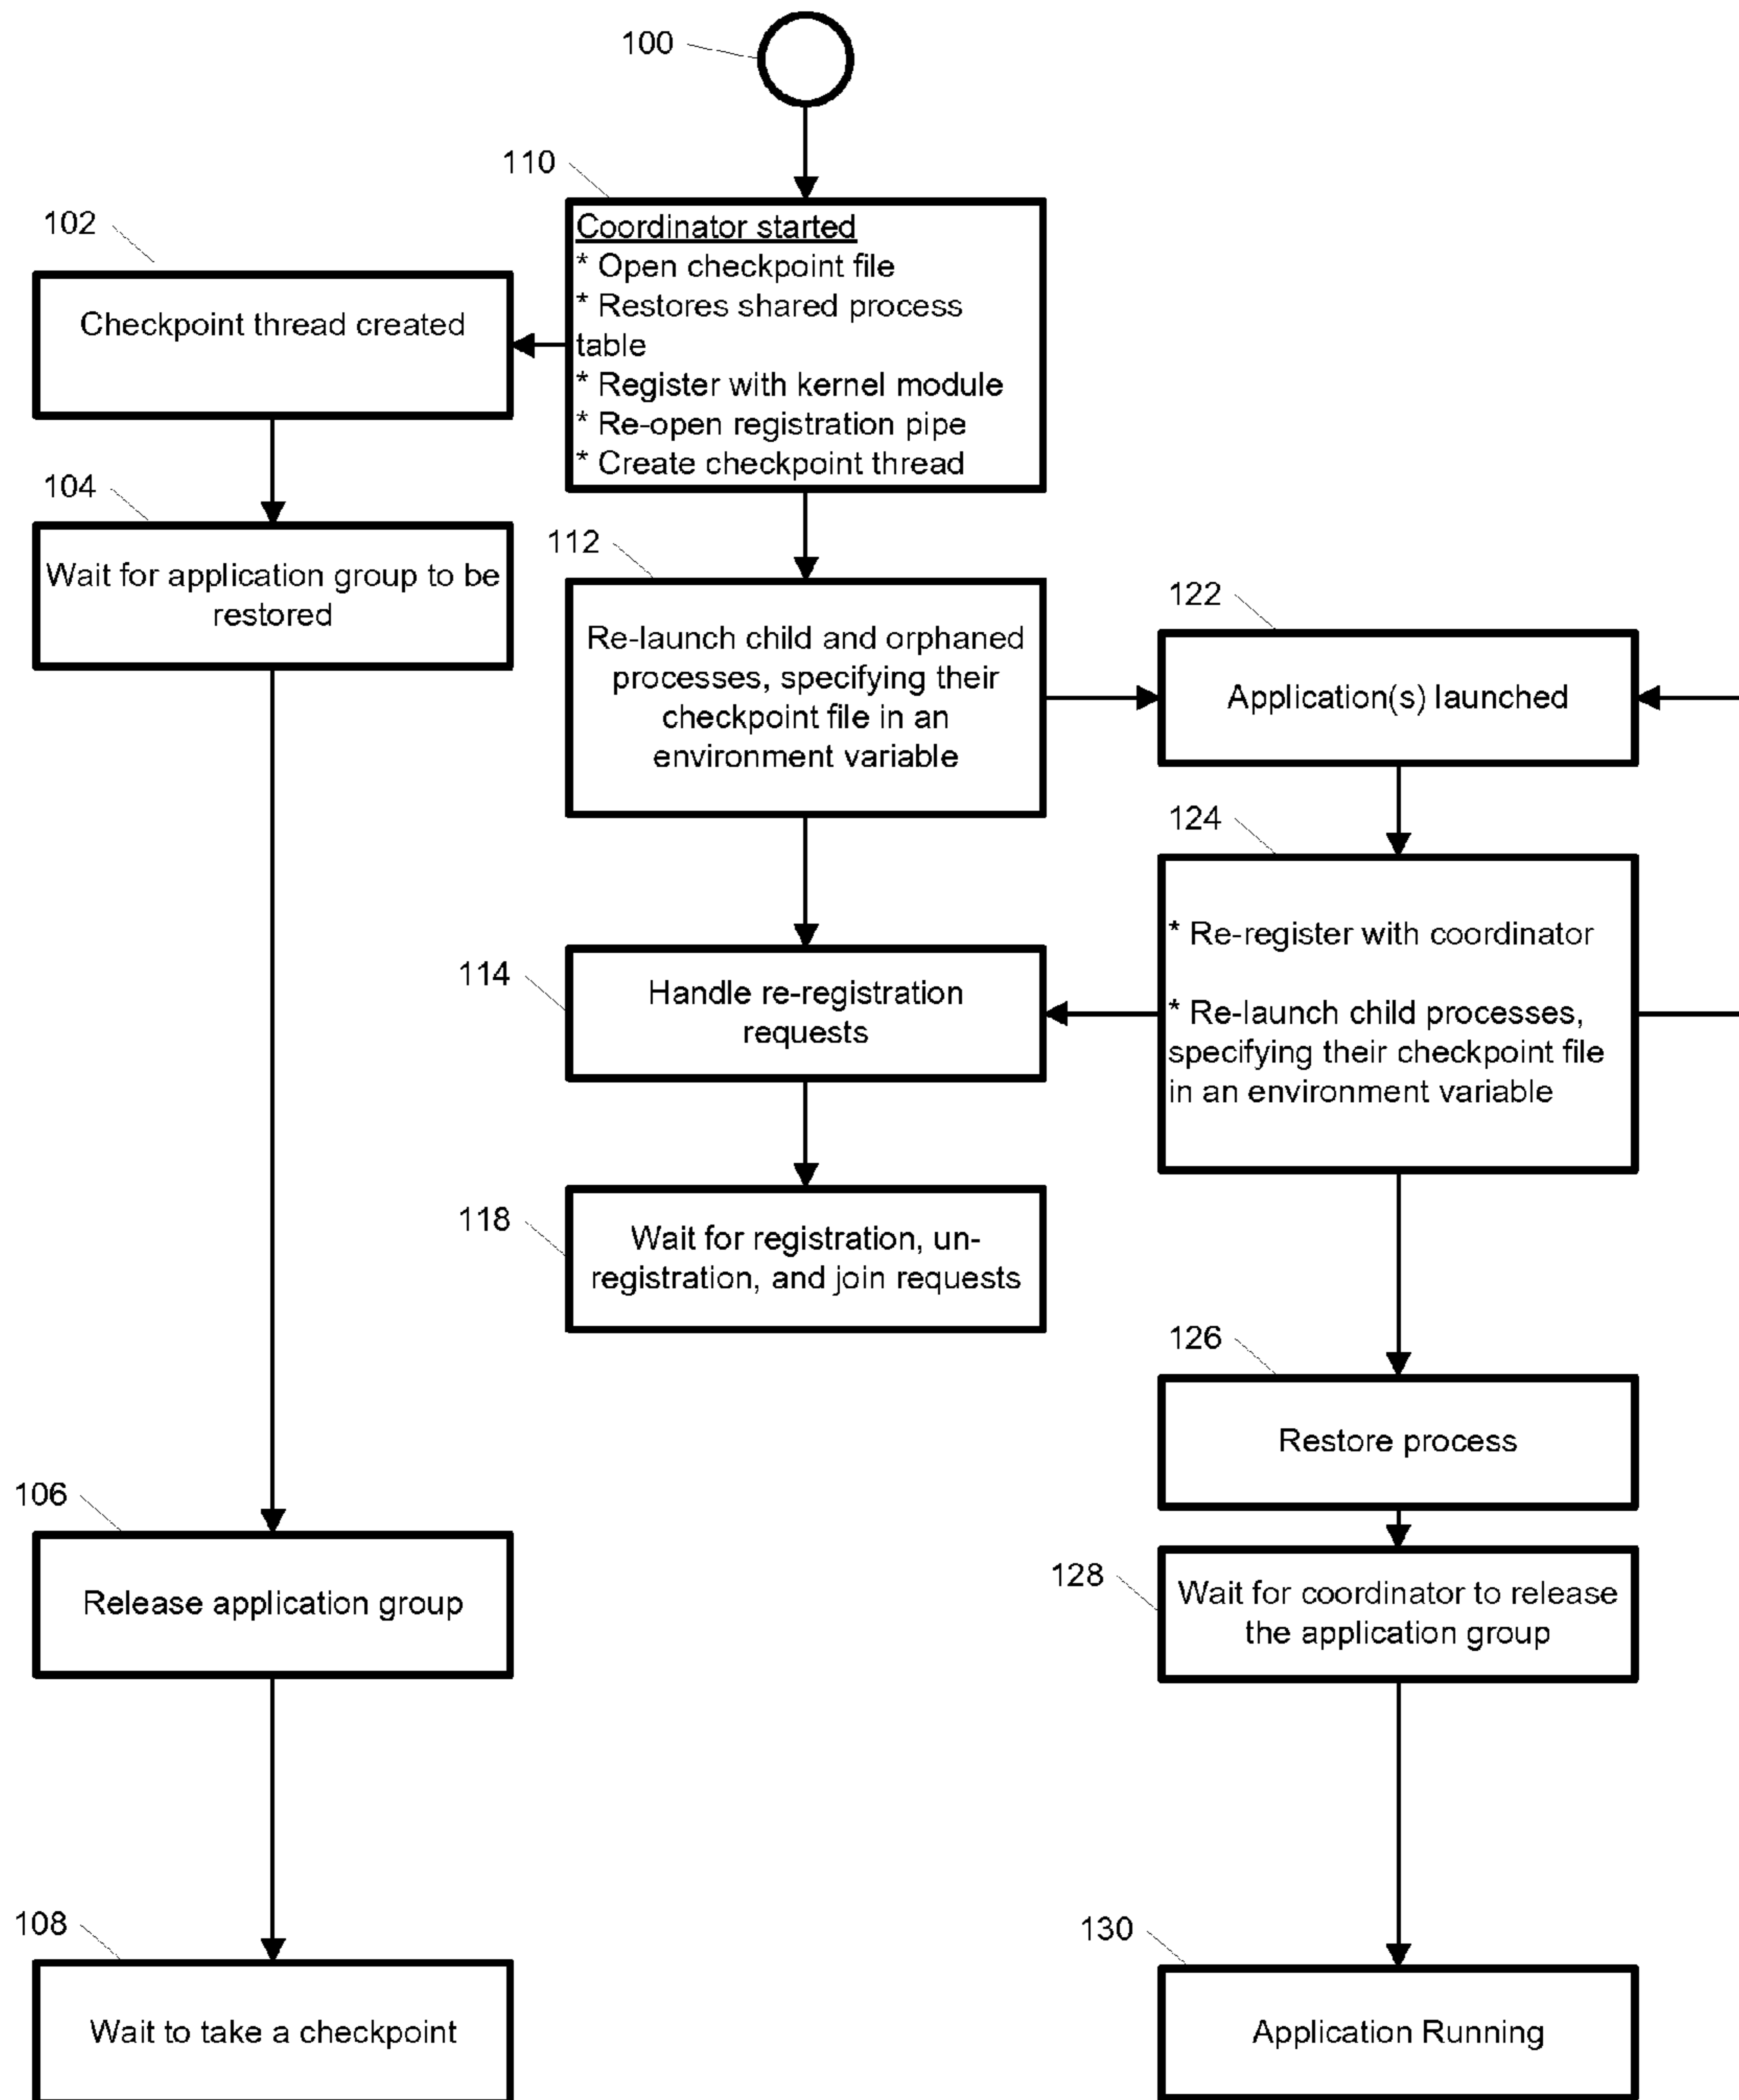 100
110
Coordinator started
* Open checkpoint file
* Restores shared process
table
* Register with kernel module
* Re-open registration pipe
* Create checkpoint thread
102
Checkpoint thread created
104
Wait for application group to be
restored
112
Re-launch child and orphaned
processes, specifying their
checkpoint file in an
environment variable
122
Application(s) launched
124
* Re-register with coordinator
* Re-launch child processes,
specifying their checkpoint file
in an environment variable
114
Handle re-registration
requests
118
Wait for registration, un-
registration, and join requests
126
Restore process
106
Release application group
128
Wait for coordinator to release
the application group
108
Wait to take a checkpoint
130
Application Running